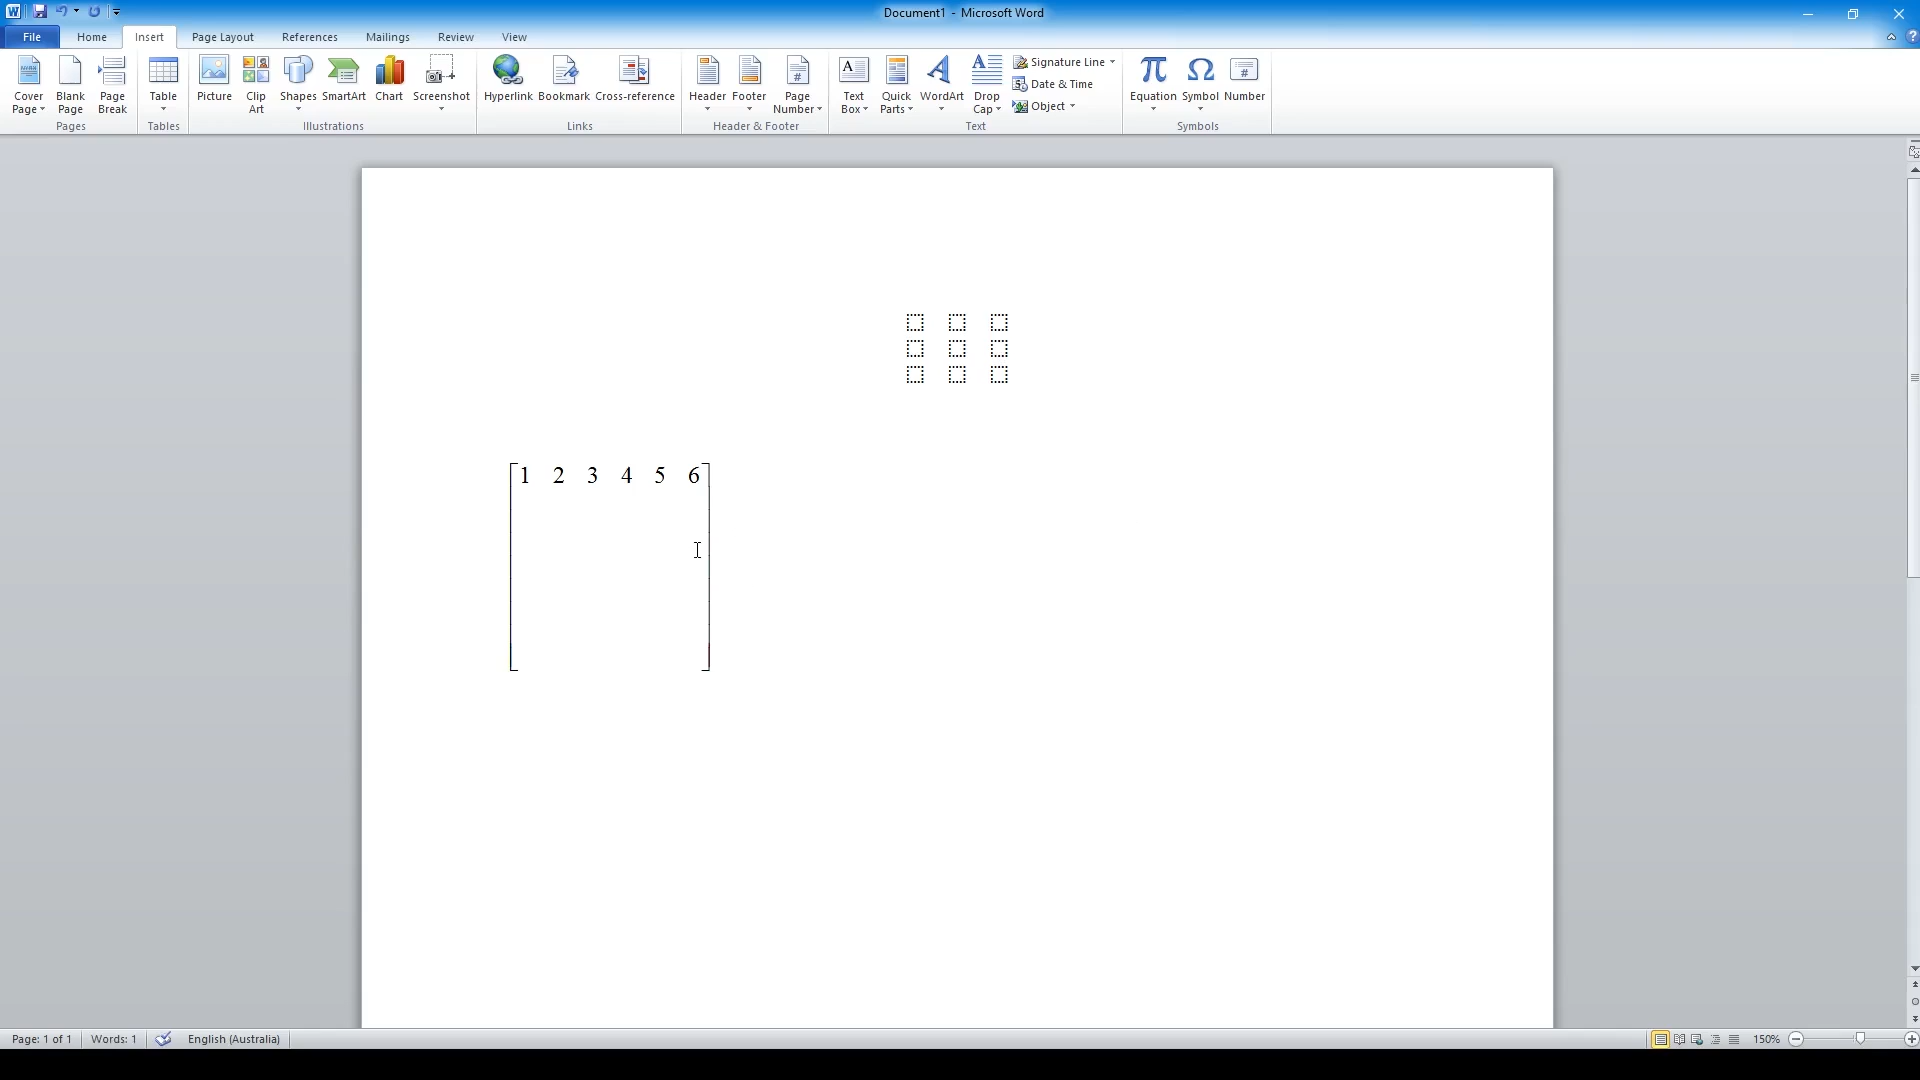 Document1 - Microsoft Word
File Home Insert Page Layout References Mailings Review View
Cover Page
Blank Page
Page Break
Pages
Table
Tables
Picture
Clip Art
Shapes
SmartArt
Chart
Screenshot
Illustrations
Hyperlink
Bookmark
Cross-reference
Links
Header
Footer
Page Number
Header & Footer
Text Box
Quick Parts
WordArt
Drop Cap
Signature Line
Date & Time
Object
Text
π
Equation
Ω
Symbol
#
Number
Symbols
1 2 3 4 5 6
Page: 1 of 1 Words: 1 English (Australia) 150%